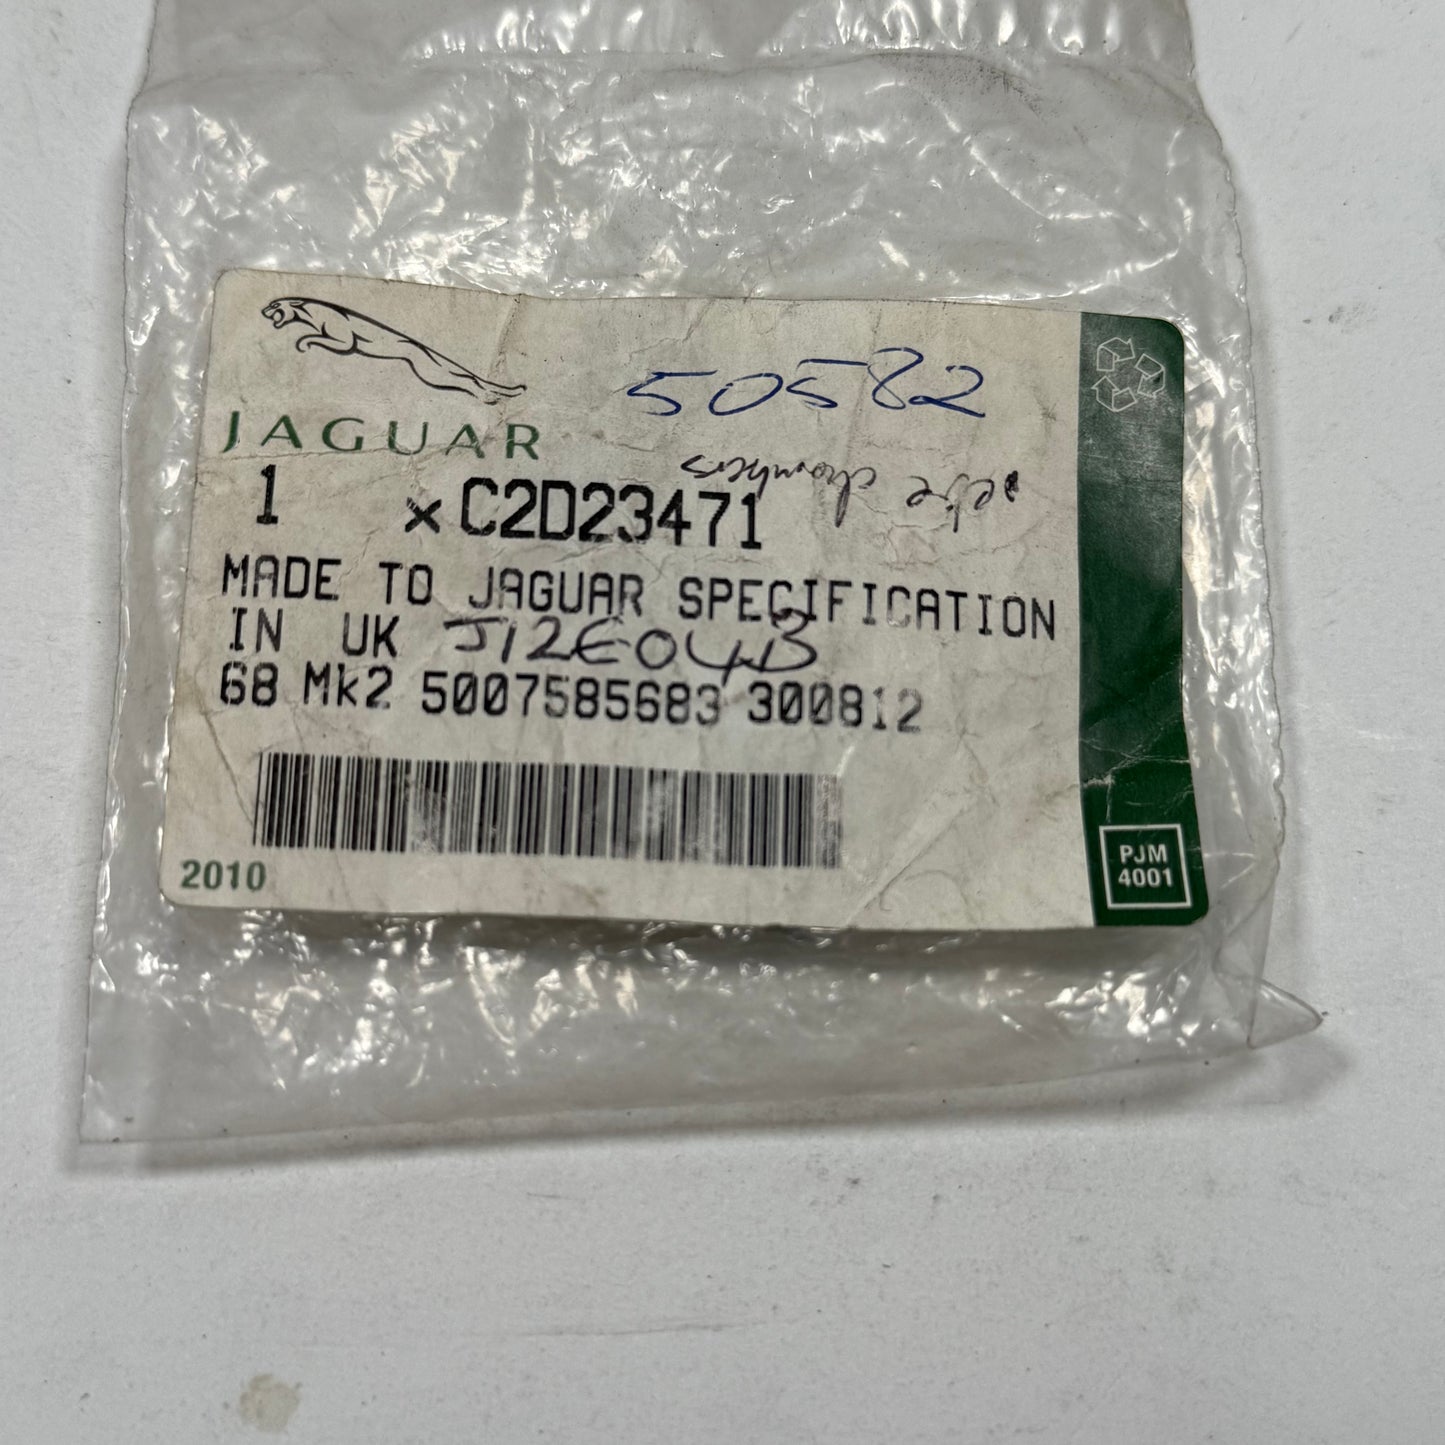 JAGUAR
50582
1 x C2D23471
MADE TO JAGUAR SPECIFICATION
IN UK J12E04B
68 Mk2 5007585683 300812
2010
PJM
4001